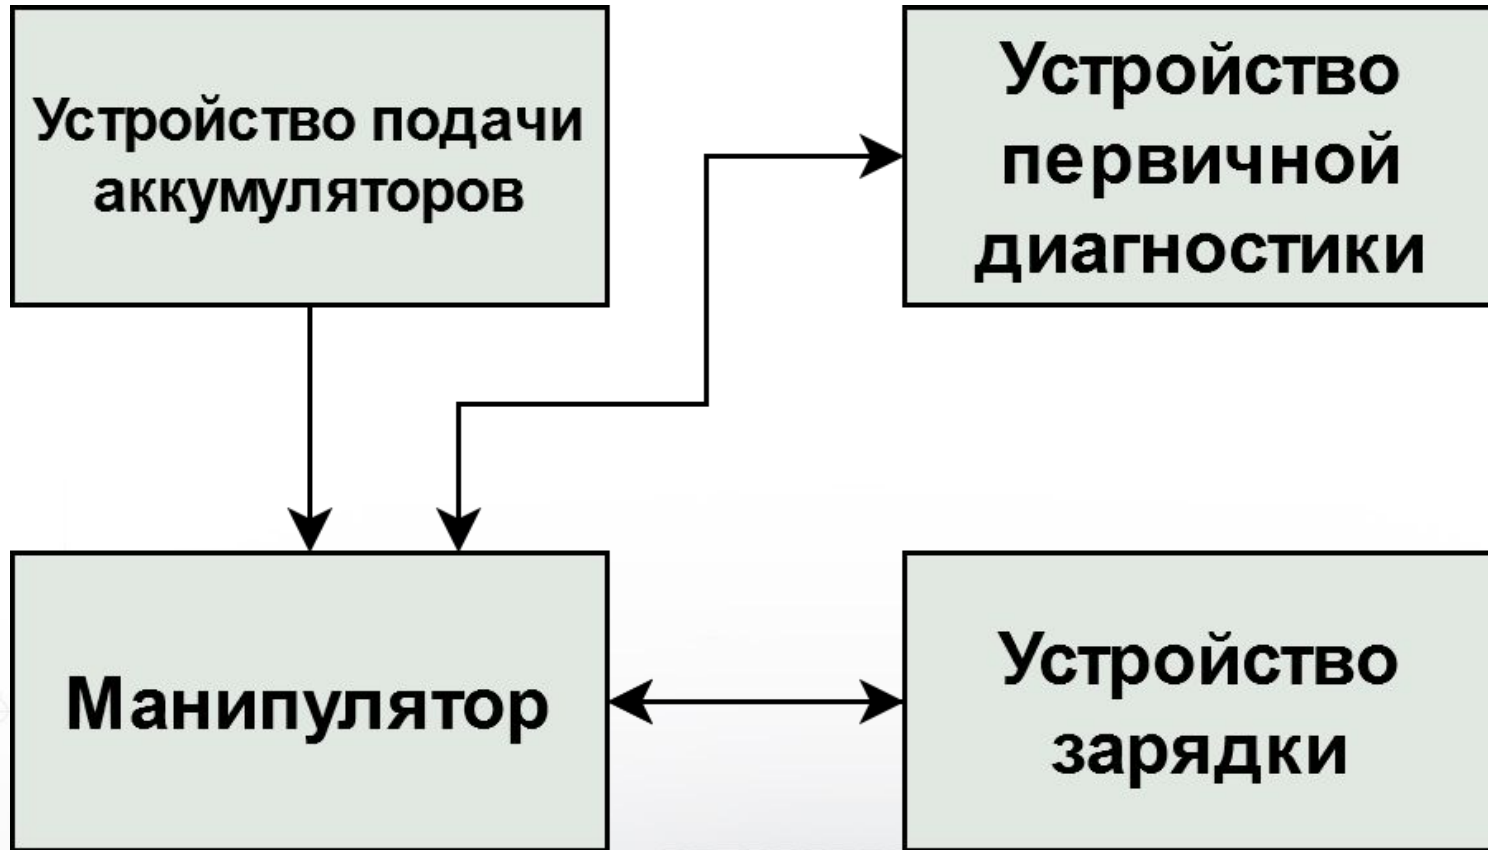 Устройство подачи
аккумуляторов
Устройство
первичной
диагностики
Манипулятор
Устройство
зарядки